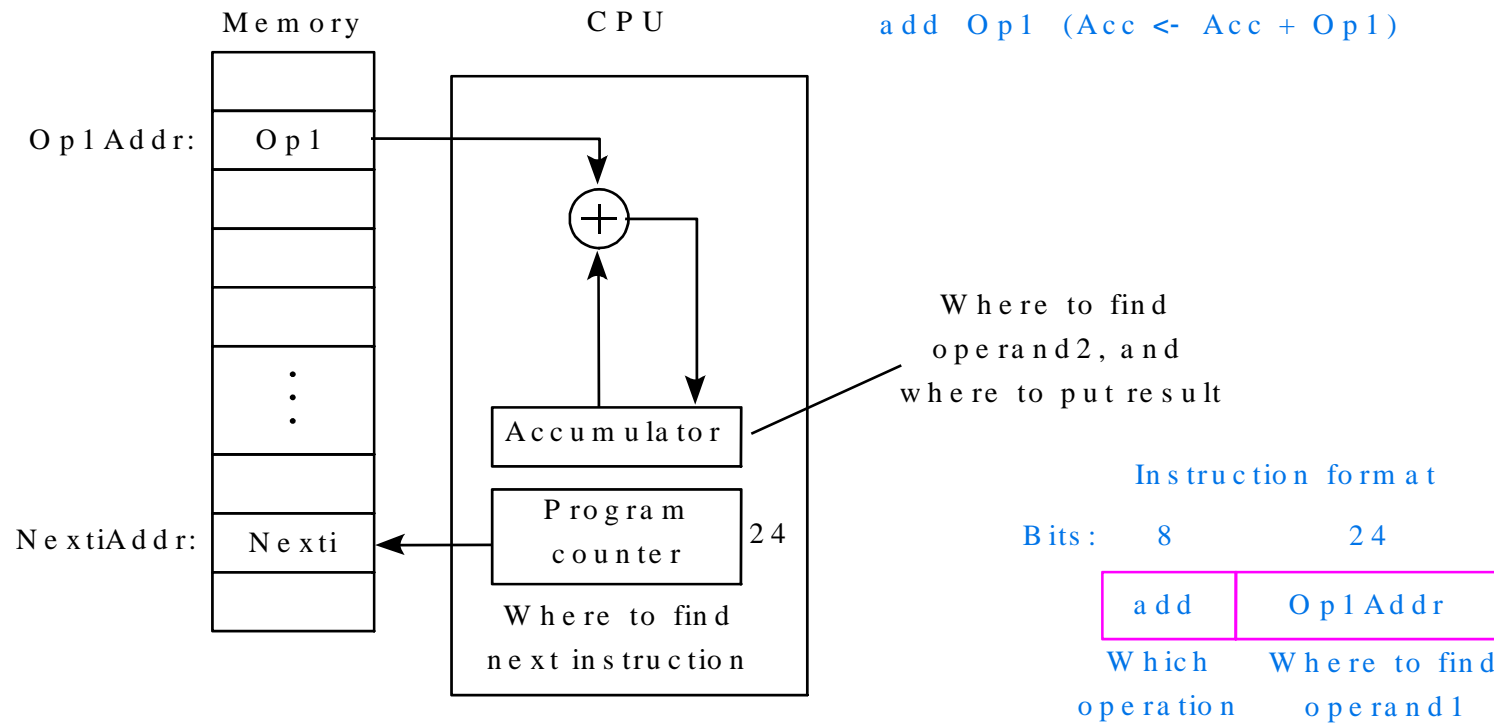 Memory
CPU
add Op1 (Acc <- Acc + Op1)
Op1Addr:
Op1
Where to find
operand2, and
where to put result
Accumulator
Program
counter
24
NextiAddr:
Nexti
Where to find
next instruction
Instruction format
Bits: 8 24
add Op1Addr
Which
operation
Where to find
operand1